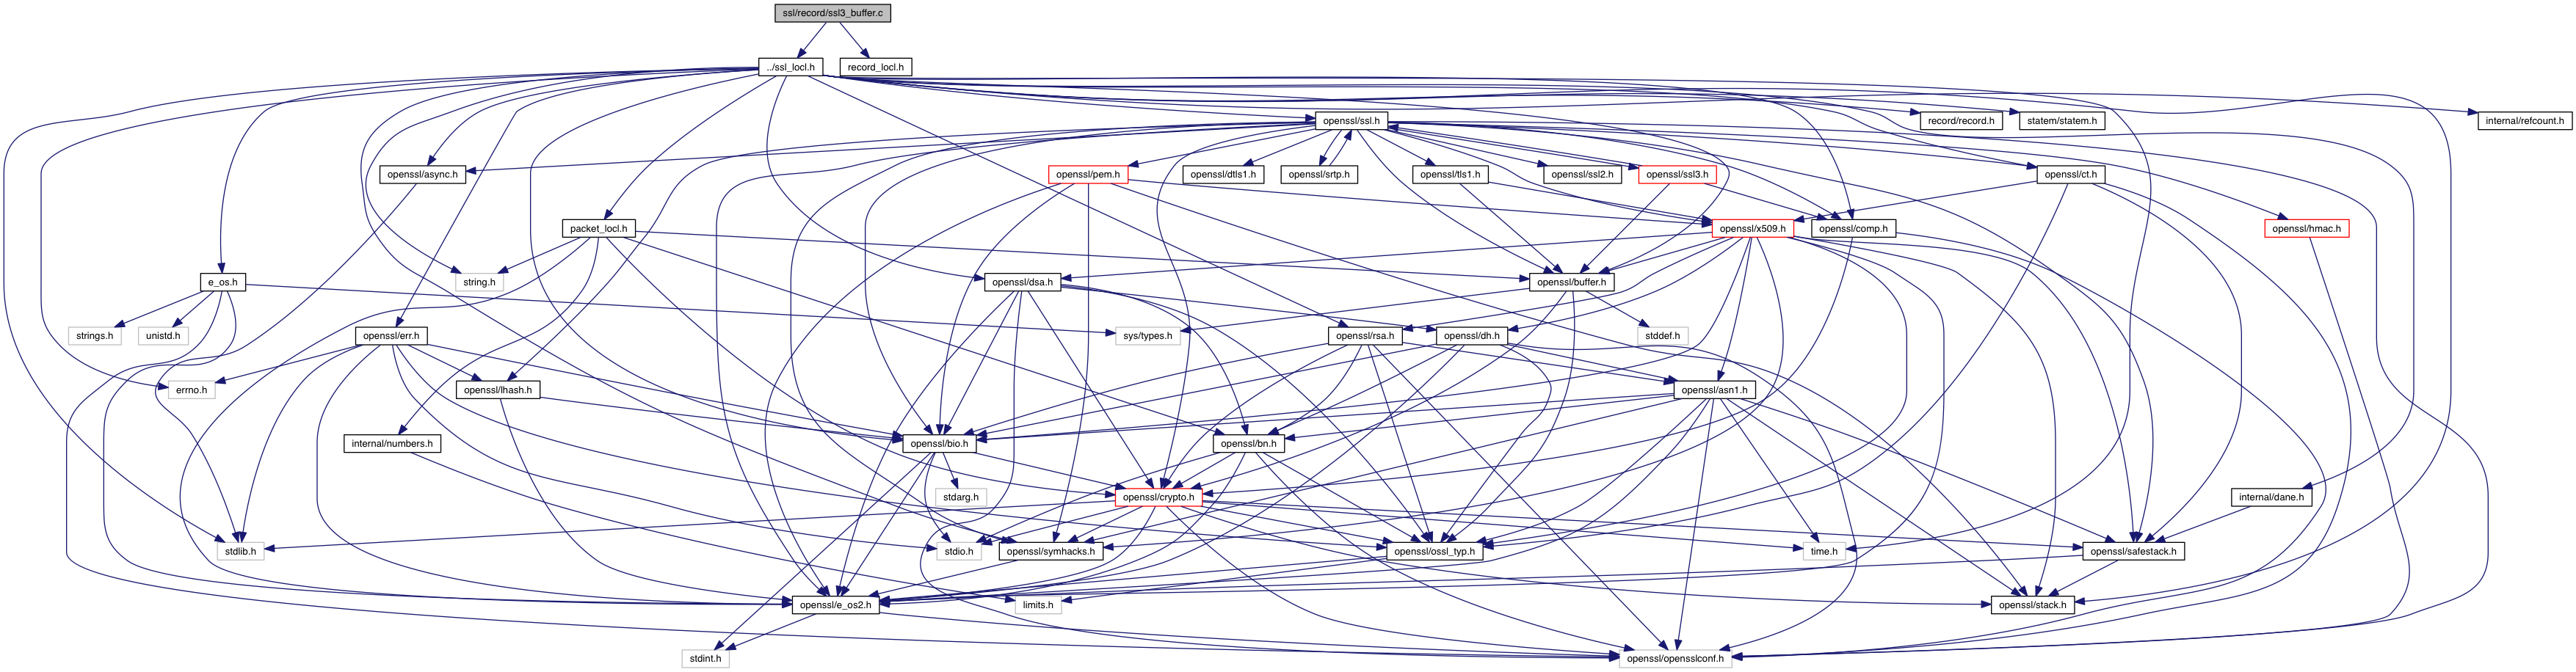 ssl/record/ssl3_buffer.c
../ssl_locl.h
record_locl.h
openssl/ssl.h
record/record.h
statem/statem.h
internal/refcount.h
openssl/async.h
openssl/pem.h
openssl/dtls1.h
openssl/srtp.h
openssl/tls1.h
openssl/ssl2.h
openssl/ssl3.h
openssl/ct.h
packet_locl.h
openssl/x509.h
openssl/comp.h
openssl/hmac.h
e_os.h
string.h
openssl/dsa.h
openssl/buffer.h
strings.h
unistd.h
openssl/err.h
sys/types.h
openssl/rsa.h
openssl/dh.h
stddef.h
errno.h
openssl/lhash.h
openssl/asn1.h
internal/numbers.h
openssl/bio.h
openssl/bn.h
stdarg.h
openssl/crypto.h
internal/dane.h
stdlib.h
stdio.h
openssl/symhacks.h
openssl/ossl_typ.h
time.h
openssl/safestack.h
openssl/e_os2.h
limits.h
openssl/stack.h
stdint.h
openssl/opensslconf.h